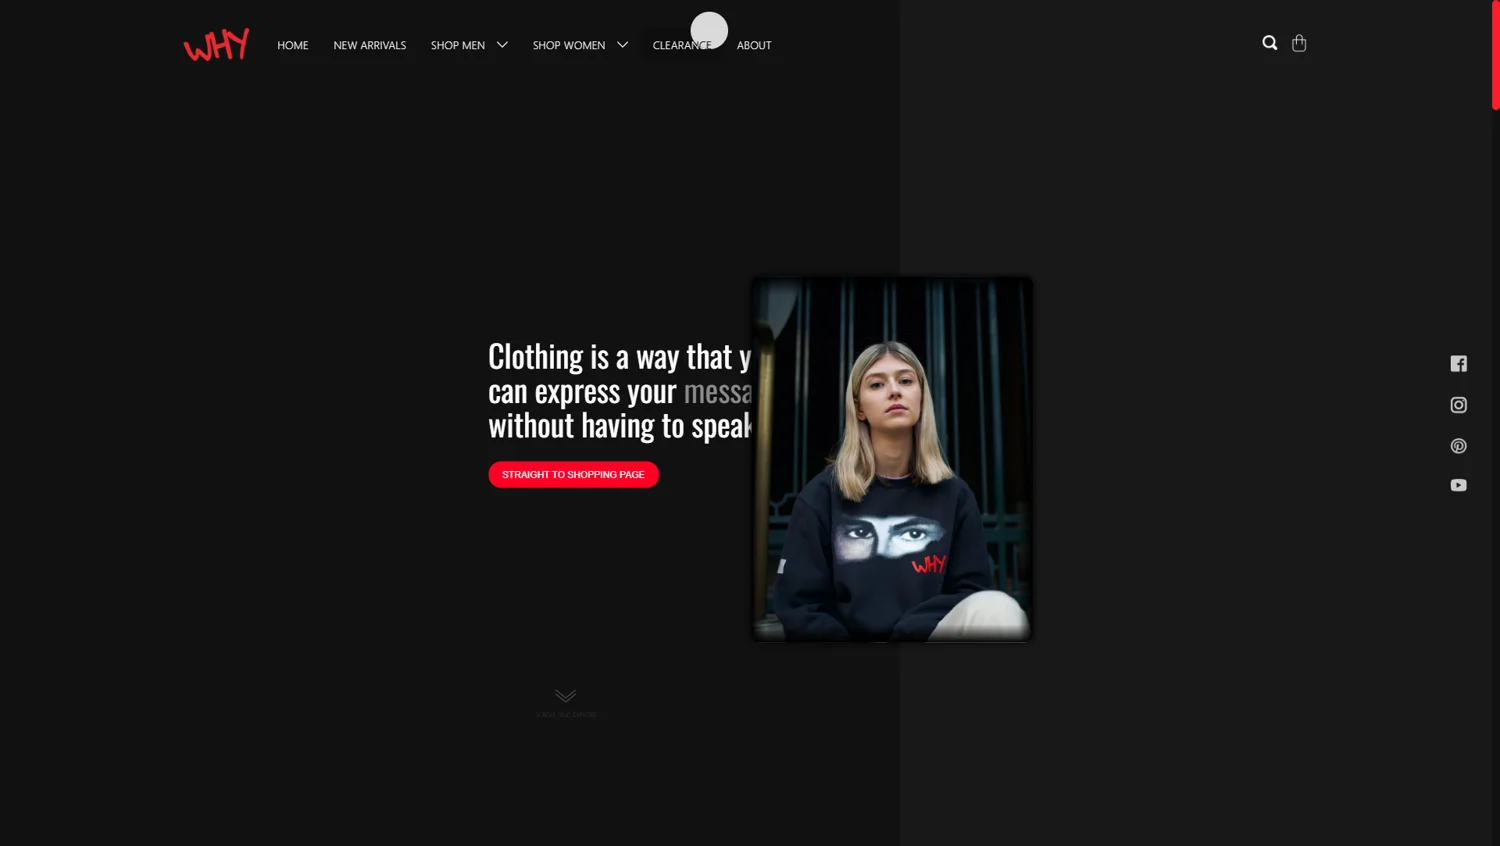 WHY
HOME
NEW ARRIVALS
SHOP MEN
SHOP WOMEN
CLEARANCE
ABOUT
Clothing is a way that y
can express your messa
without having to speak
STRAIGHT TO SHOPPING PAGE
WHY